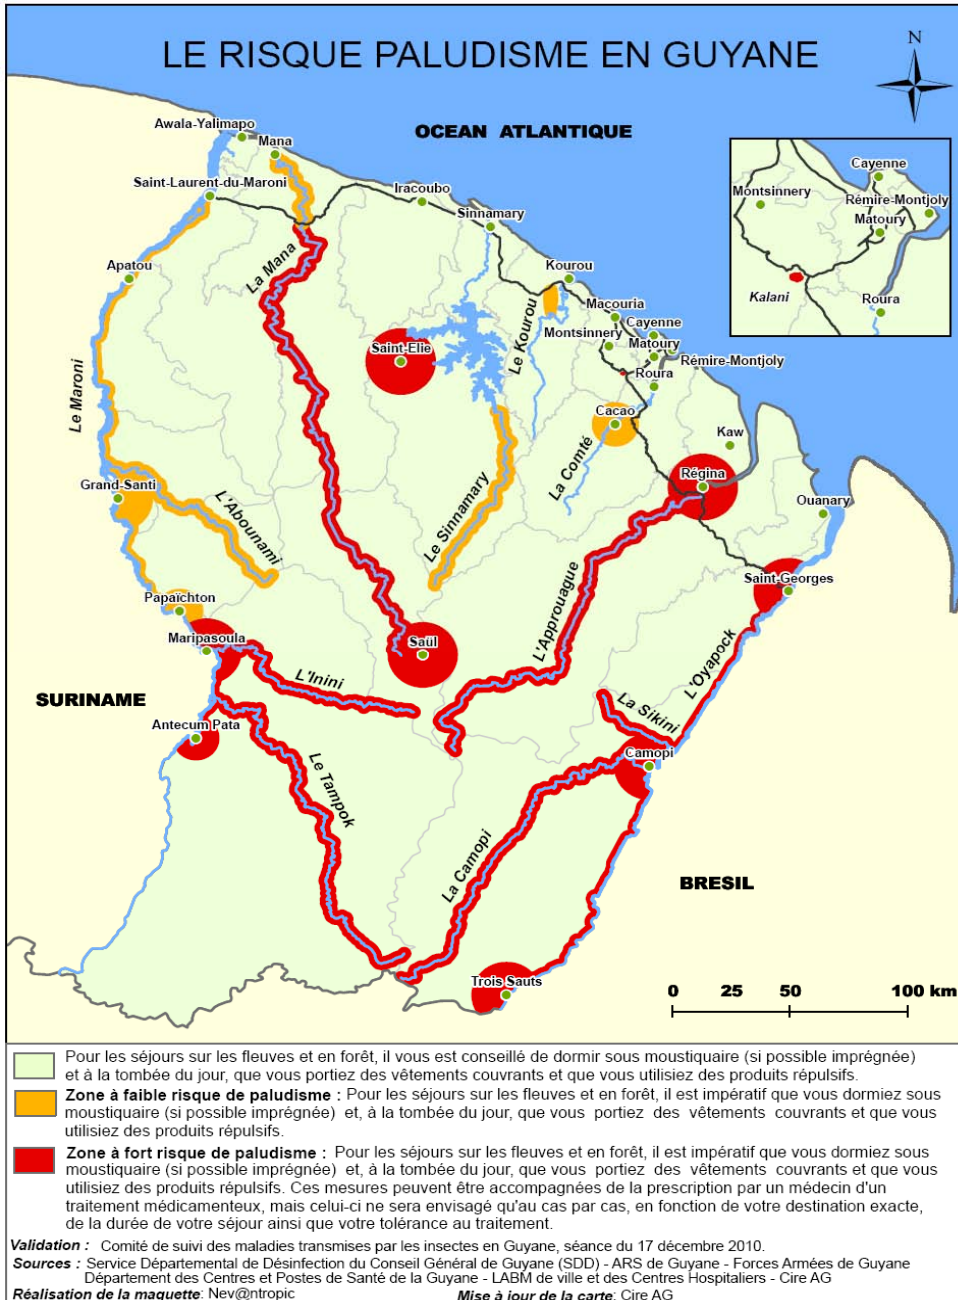 LE RISQUE PALUDISME EN GUYANE
N
OCEAN ATLANTIQUE
Awala-Yalimapo
Mana
Saint-Laurent-du-Maroni
Iracoubo
Sinnamary
Apatou
La Mana
Kourou
Macouria
Cayenne
Montsinnery
Matoury
Rémire-Montjoly
Roura
Saint-Elie
Le Kourou
Le Maroni
Cacao
Kaw
La Comté
Régina
Ouanary
Grand-Santi
L'Abounami
Le Sinnamary
Saint-Georges
Papaïchton
L'Approuague
Maripasoula
Saül
L'Oyapock
L'Inini
SURINAME
La Sikini
Antecum Pata
Camopi
Le Tampok
La Camopi
BRESIL
Trois Sauts
0 25 50 100 km
Cayenne
Montsinnery
Rémire-Montjoly
Matoury
Kalani
Roura
Pour les séjours sur les fleuves et en forêt, il vous est conseillé de dormir sous moustiquaire (si possible imprégnée)
et à la tombée du jour, que vous portiez des vêtements couvrants et que vous utilisiez des produits répulsifs.
Zone à faible risque de paludisme : Pour les séjours sur les fleuves et en forêt, il est impératif que vous dormiez sous
moustiquaire (si possible imprégnée) et, à la tombée du jour, que vous portiez des vêtements couvrants et que vous
utilisiez des produits répulsifs.
Zone à fort risque de paludisme : Pour les séjours sur les fleuves et en forêt, il est impératif que vous dormiez sous
moustiquaire (si possible imprégnée) et, à la tombée du jour, que vous portiez des vêtements couvrants et que vous
utilisiez des produits répulsifs. Ces mesures peuvent être accompagnées de la prescription par un médecin d'un
traitement médicamenteux, mais celui-ci ne sera envisagé qu'au cas par cas, en fonction de votre destination exacte,
de la durée de votre séjour ainsi que votre tolérance au traitement.
Validation : Comité de suivi des maladies transmises par les insectes en Guyane, séance du 17 décembre 2010.
Sources : Service Départemental de Désinfection du Conseil Général de Guyane (SDD) - ARS de Guyane - Forces Armées de Guyane
Département des Centres et Postes de Santé de la Guyane - LABM de ville et des Centres Hospitaliers - Cire AG
Réalisation de la maquette: Nev@ntropic
Mise à jour de la carte: Cire AG